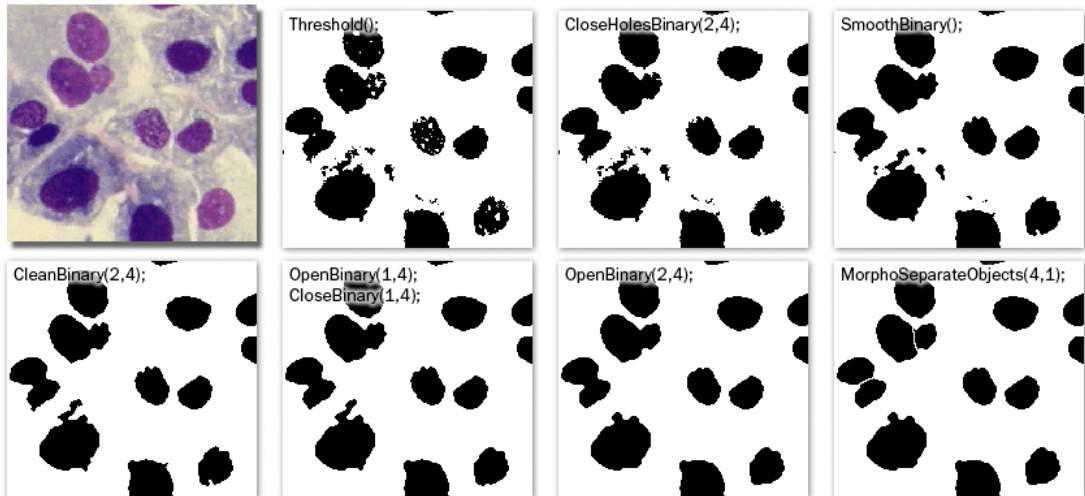 Threshold();
CloseHolesBinary(2,4);
SmoothBinary();
CleanBinary(2,4);
OpenBinary(1,4);
CloseBinary(1,4);
OpenBinary(2,4);
MorphoSeparateObjects(4,1);